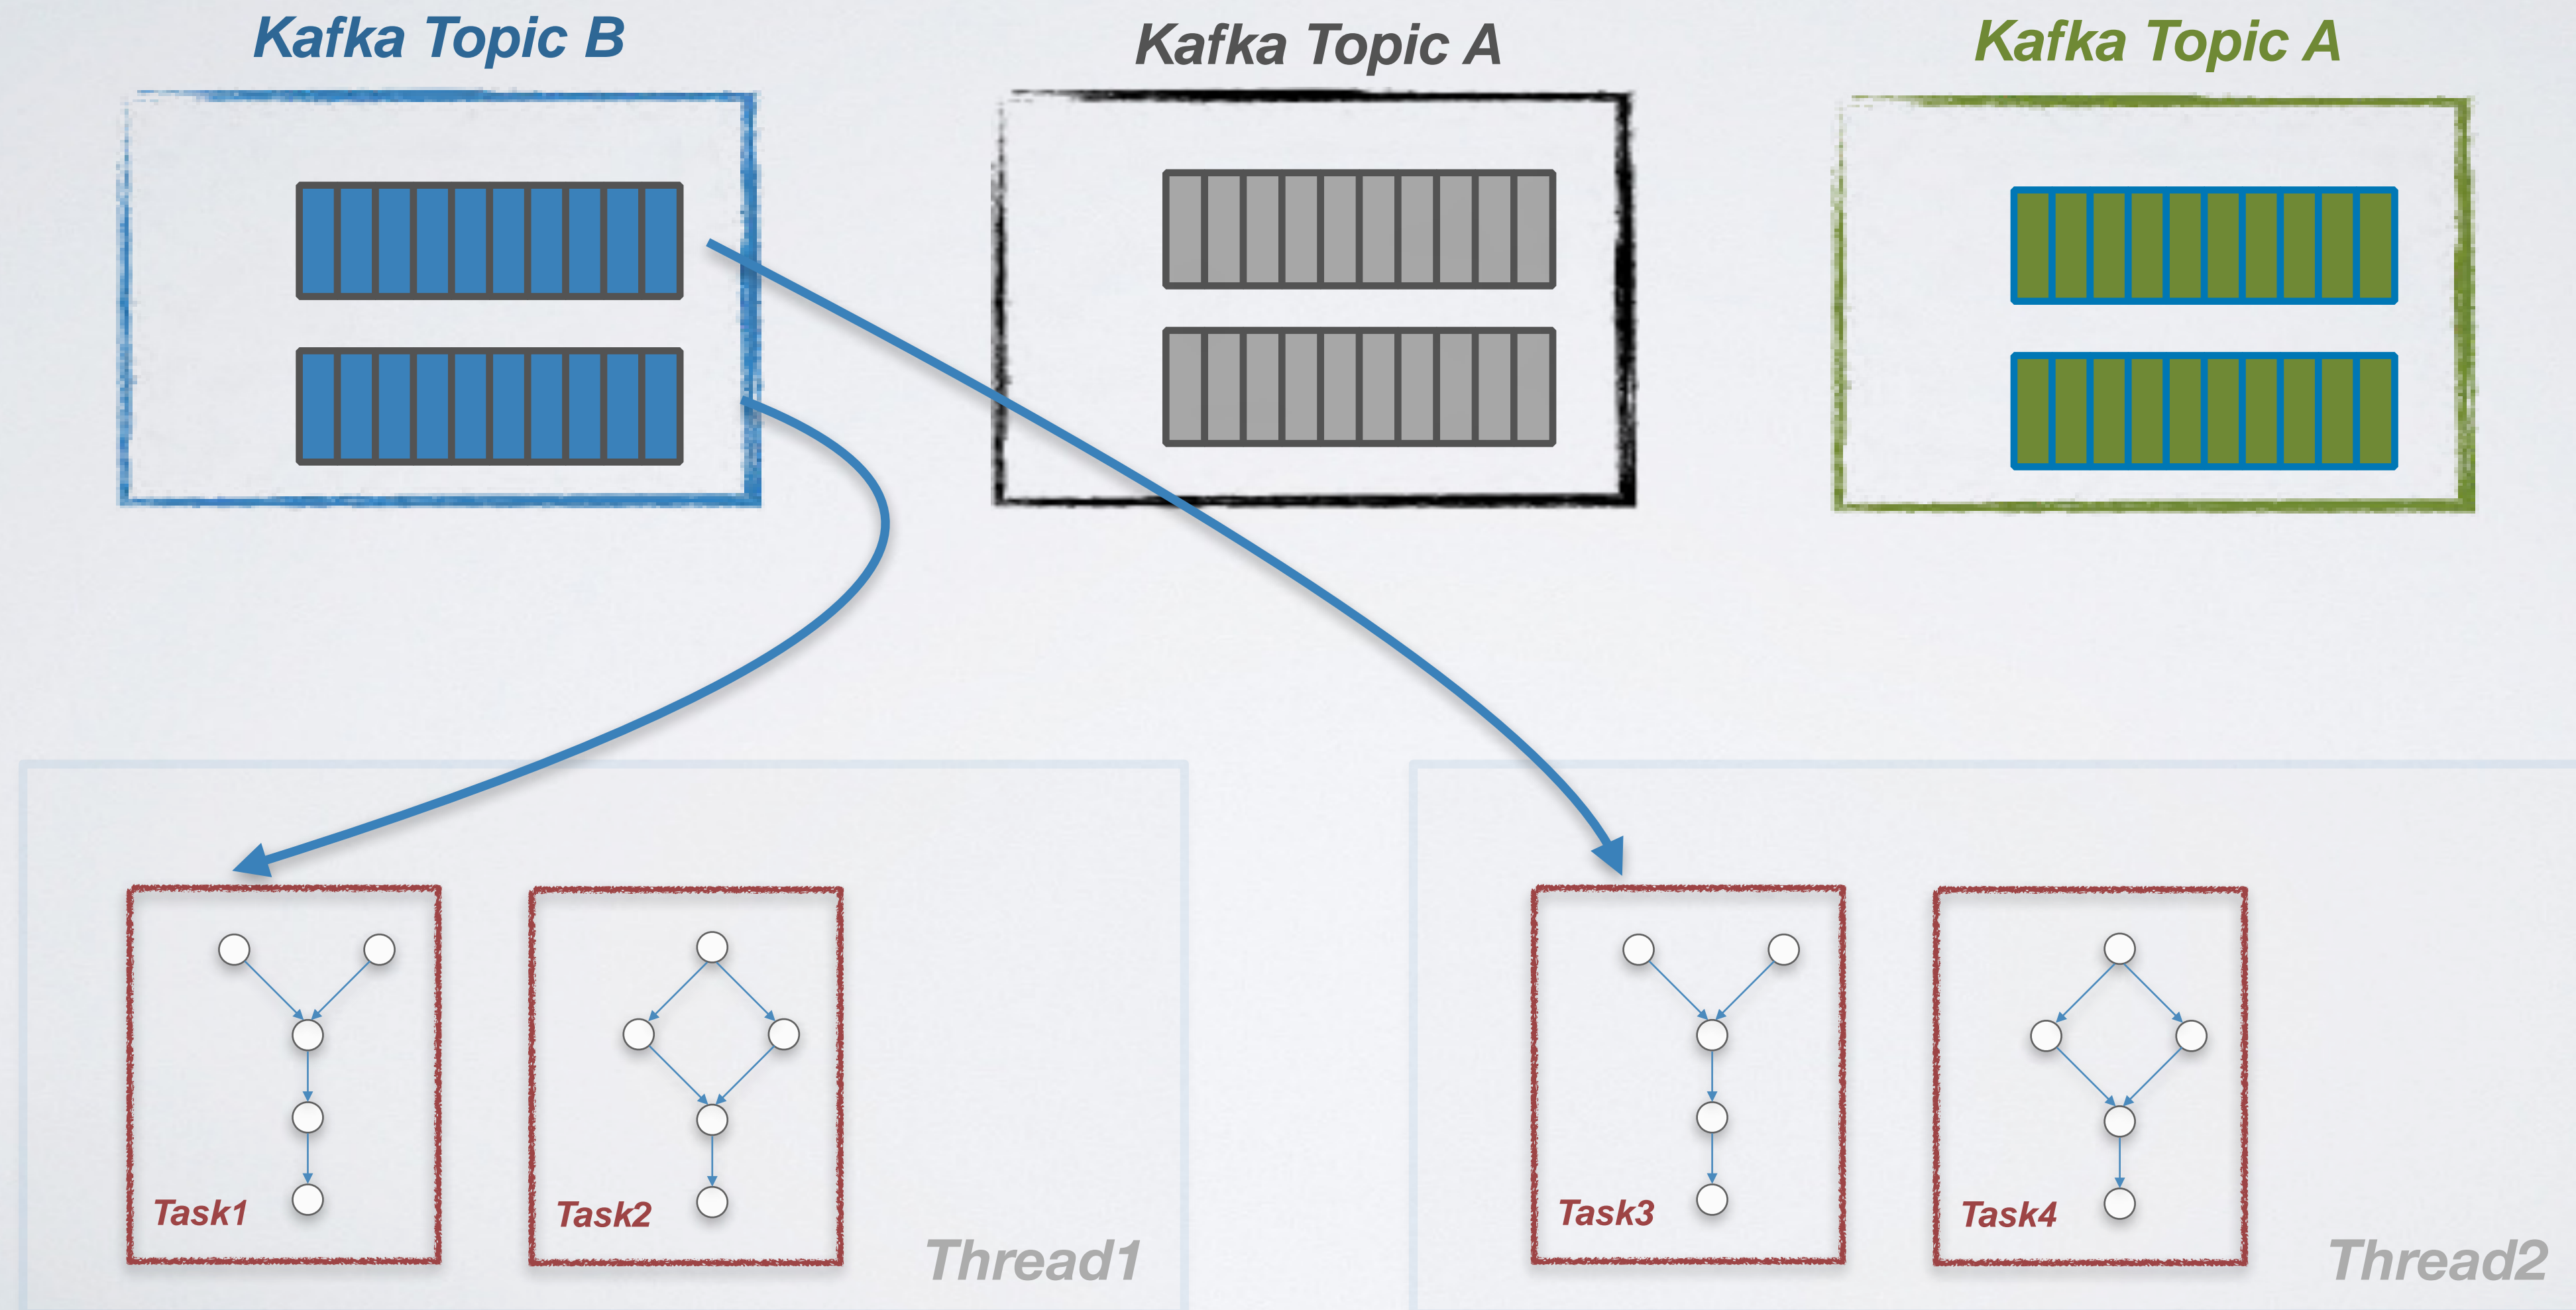 Kafka Topic B
Kafka Topic A
Kafka Topic A
Task1
Task2
Thread1
Task3
Task4
Thread2